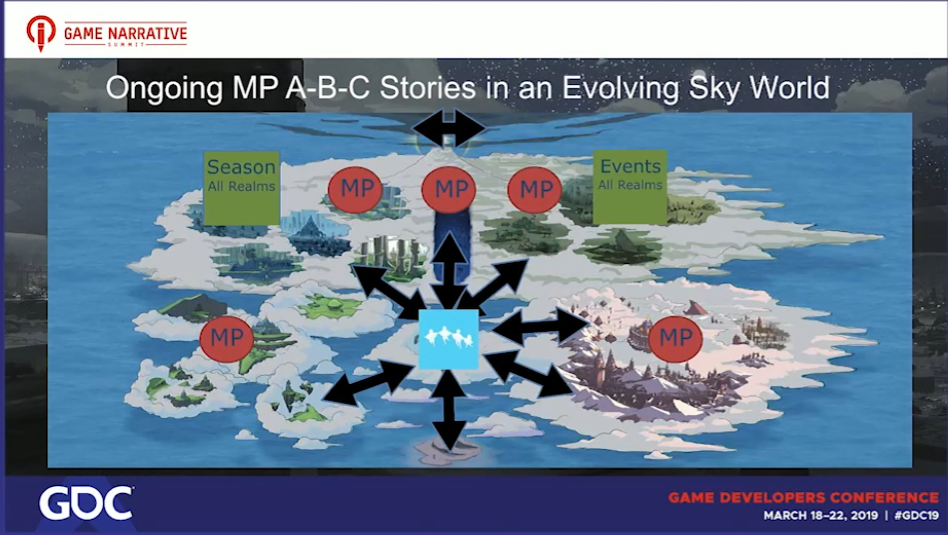 GAME NARRATIVE
SUMMIT
Ongoing MP A-B-C Stories in an Evolving Sky World
Season
All Realms
MP
MP
MP
Events
All Realms
MP
MP
GDC
GAME DEVELOPERS CONFERENCE
MARCH 18–22, 2019 | #GDC19